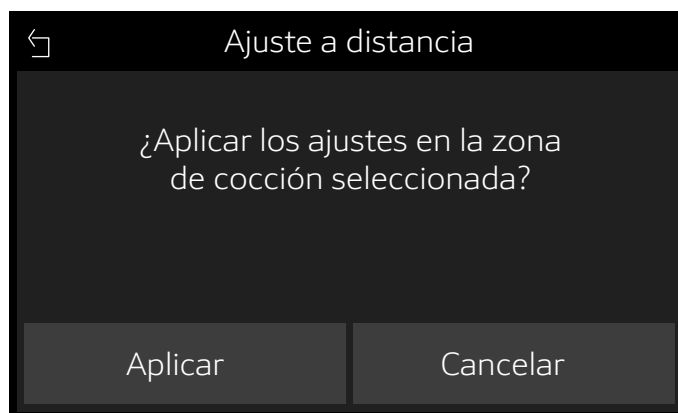 Ajuste a distancia
¿Aplicar los ajustes en la zona
de cocción seleccionada?
Aplicar
Cancelar